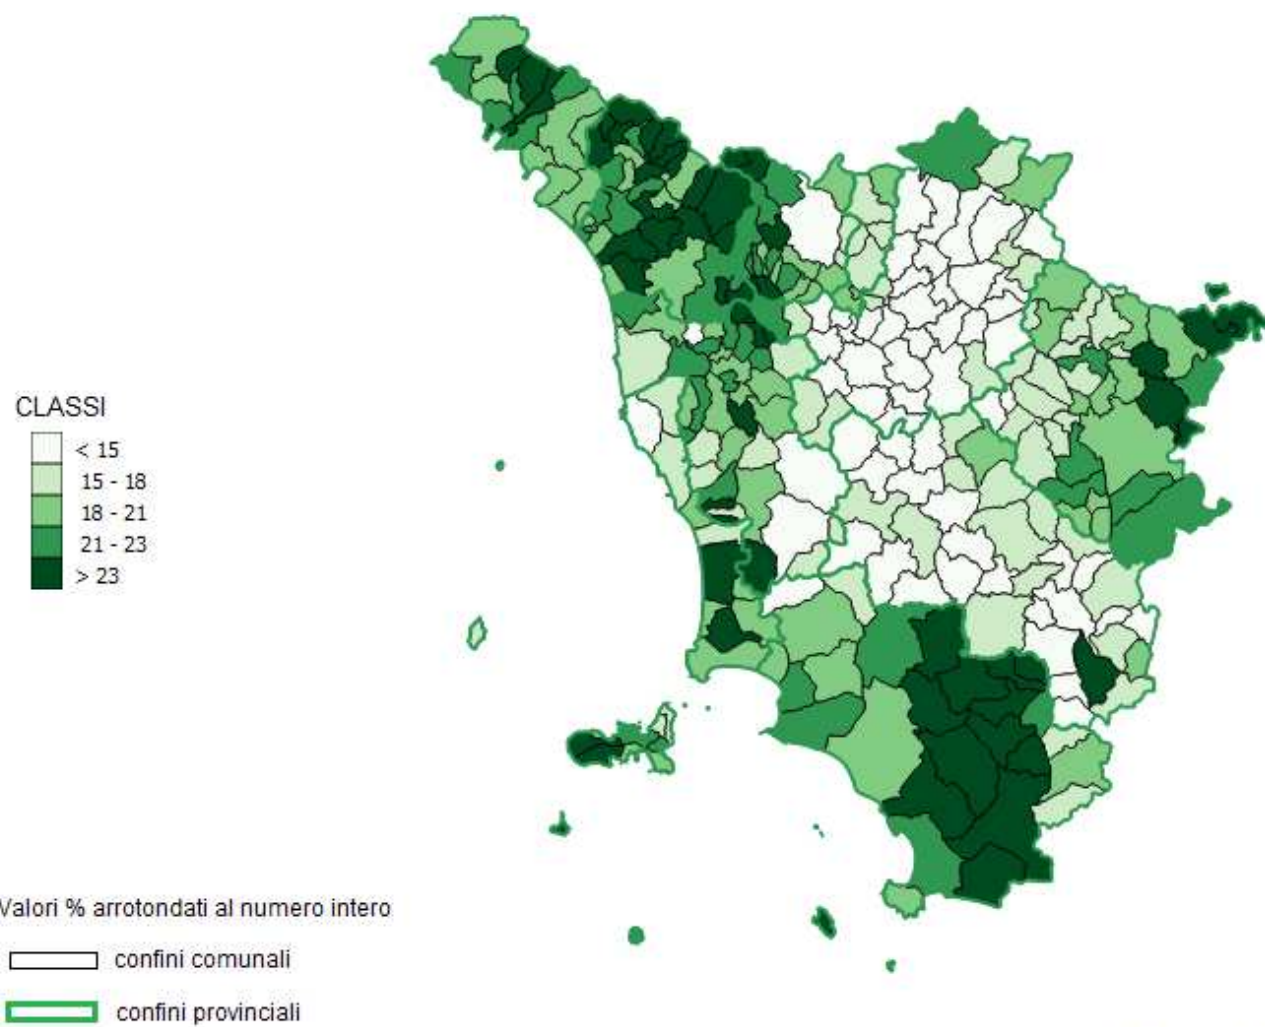 CLASSI
< 15
15 - 18
18 - 21
21 - 23
> 23
Valori % arrotondati al numero intero
confini comunali
confini provinciali